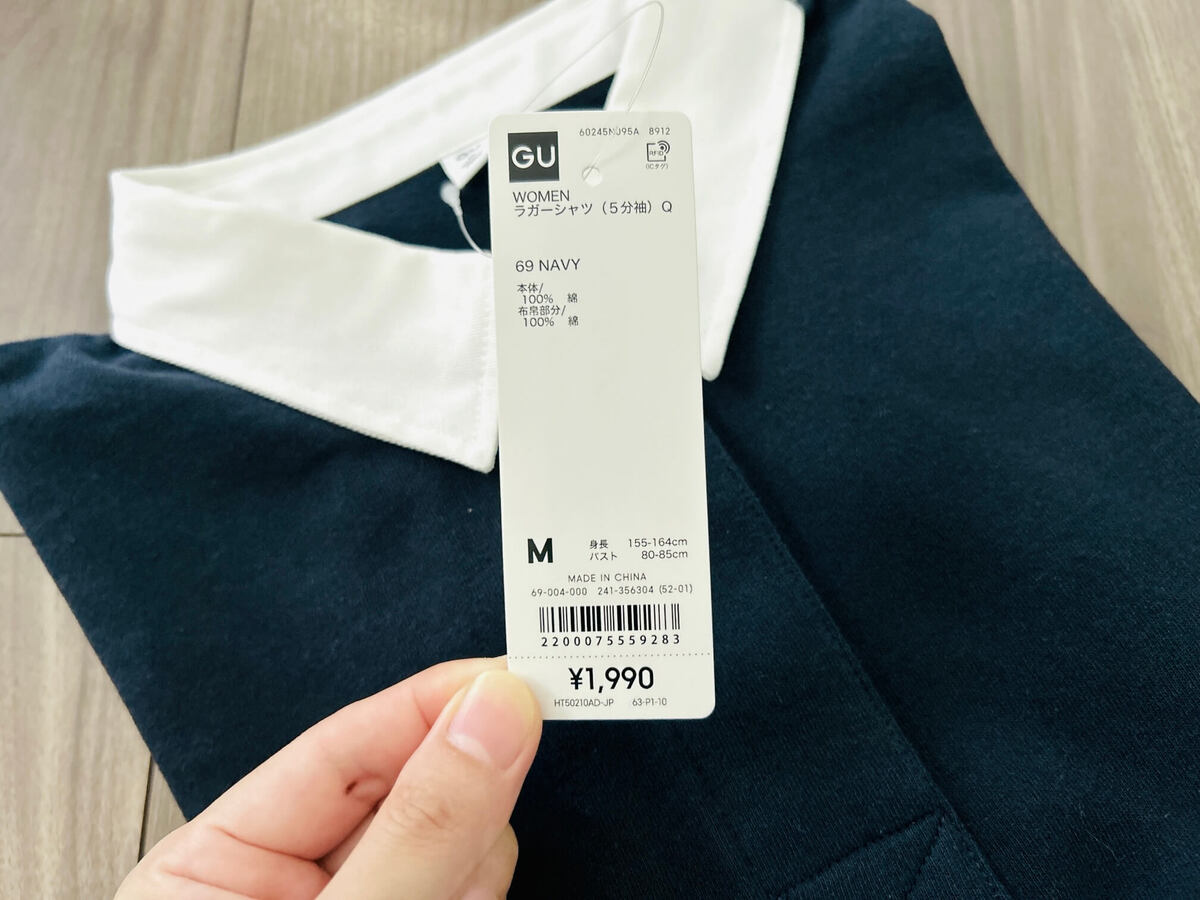 60245N095A 8912
GU
RFID
(ICタグ)
WOMEN
ラガーシャツ（５分袖）Q
69 NAVY
本体/
100% 綿
布帛部分/
100% 綿
M 身長 155-164cm
バスト 80-85cm
MADE IN CHINA
69-004-000 241-356304 (52-01)
2200075559283
¥1,990
HT50210AD-JP 63-P1-10